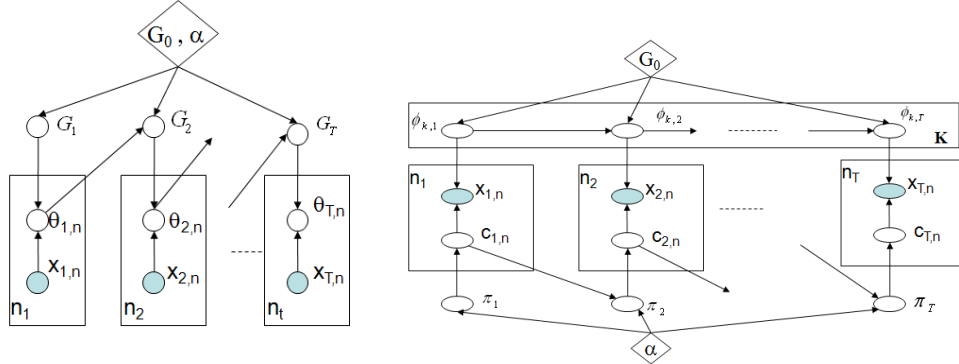 G₀ , α
G₁
G₂
G_T
θ₁,ₙ
θ₂,ₙ
θ_T,n
x₁,ₙ
x₂,ₙ
x_T,n
n₁
n₂
n_t
G₀
ϕ_k,1
ϕ_k,2
ϕ_k,T
K
n₁
x₁,ₙ
n₂
x₂,ₙ
n_T
x_T,n
c₁,ₙ
c₂,ₙ
c_T,n
π₁
π₂
π_T
α